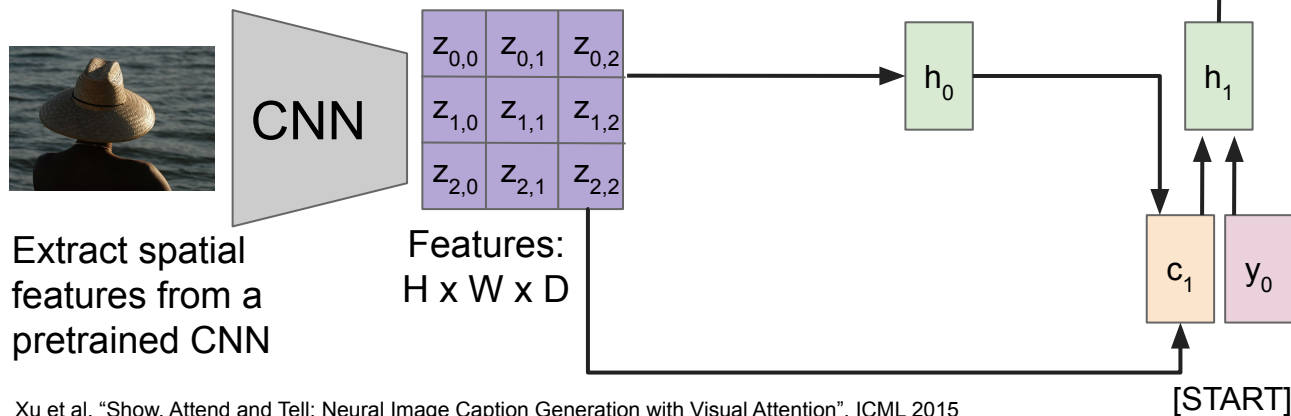 CNN
z0,0 z0,1 z0,2
z1,0 z1,1 z1,2
z2,0 z2,1 z2,2
h0
h1
c1
y0
Extract spatial
features from a
pretrained CNN
Features:
H x W x D
[START]
Xu et al, “Show, Attend and Tell: Neural Image Caption Generation with Visual Attention”, ICML 2015